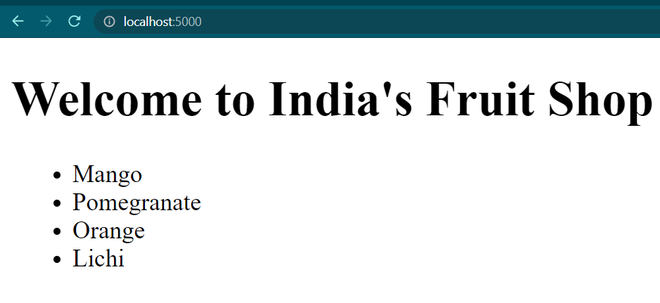 localhost:5000
Welcome to India's Fruit Shop
Mango
Pomegranate
Orange
Lichi